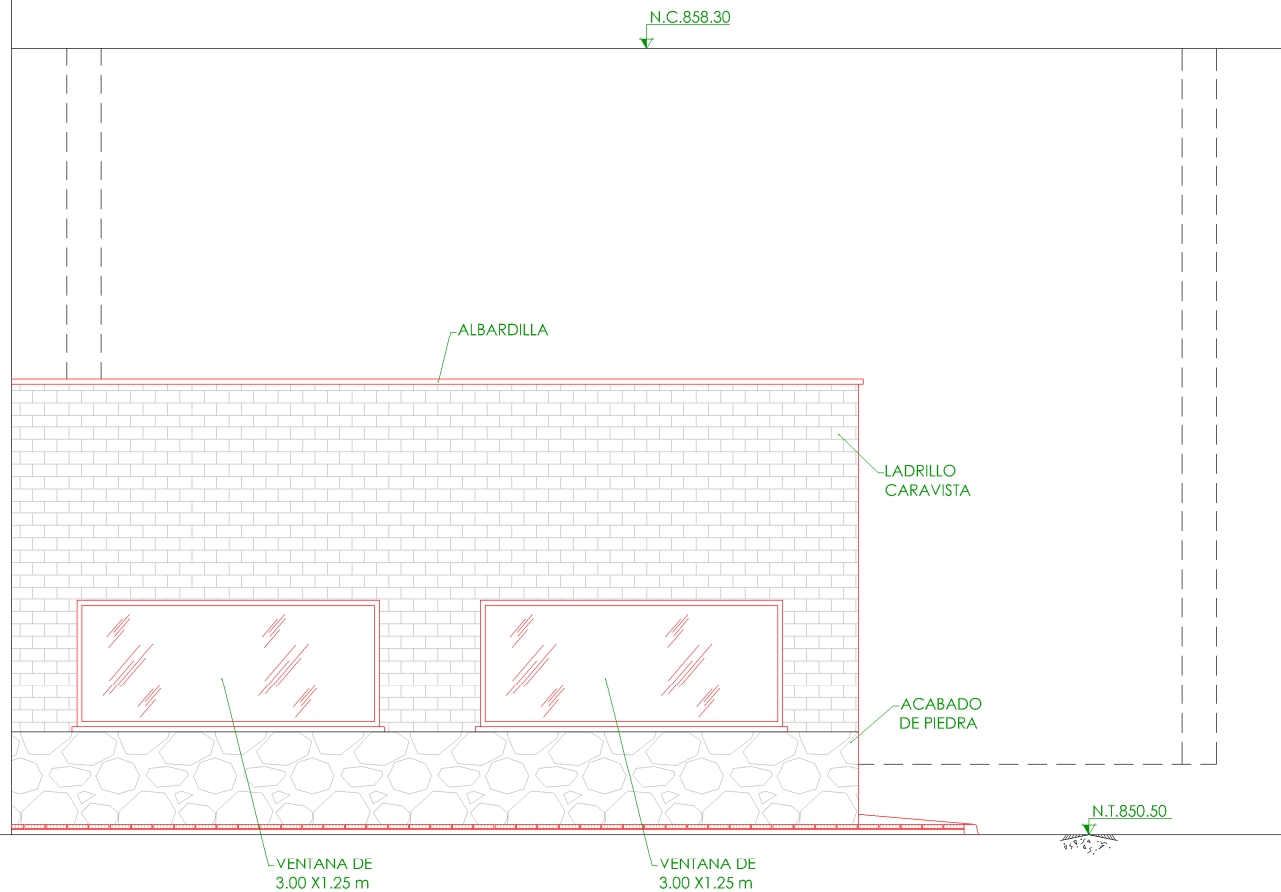 N.C.858.30
ALBARDILLA
LADRILLO
CARAVISTA
ACABADO
DE PIEDRA
N.T.850.50
VENTANA DE
3.00 X1.25 m
VENTANA DE
3.00 X1.25 m